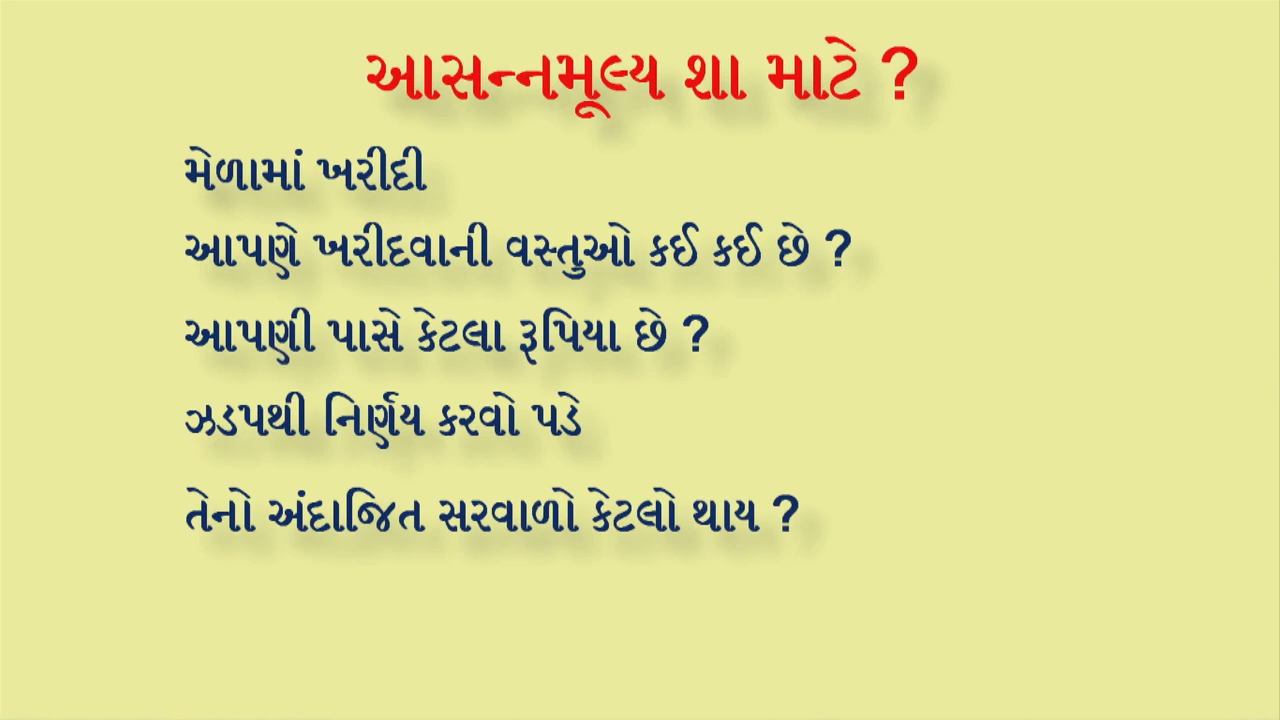 આસન્નમૂલ્ય શા માટે ?
મેળામાં ખરીદી
આપણે ખરીદવાની વસ્તુઓ કઈ કઈ છે ?
આપણી પાસે કેટલા રૂપિયા છે ?
ઝડપથી નિર્ણય કરવો પડે
તેનો અંદાજિત સરવાળો કેટલો થાય ?